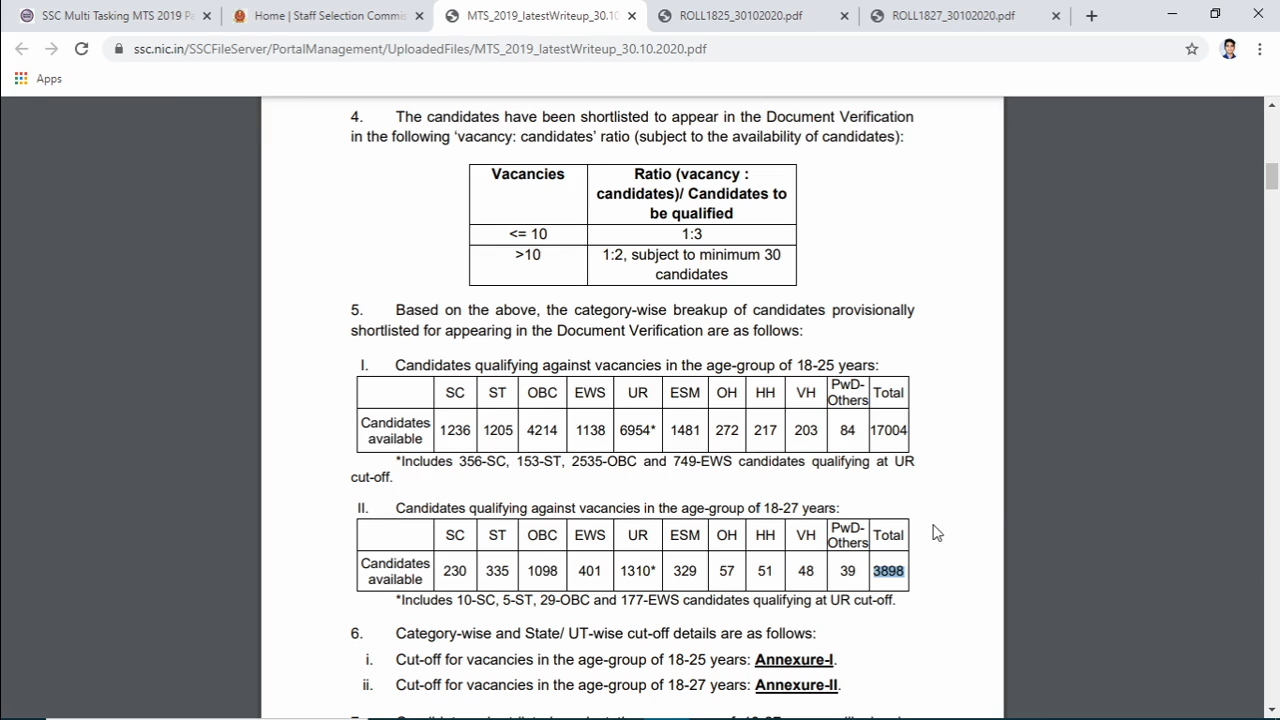 SSC Multi Tasking MTS 2019 Pa
Home | Staff Selection Commis
MTS_2019_latestWriteup_30.10
ROLL1825_30102020.pdf
ROLL1827_30102020.pdf
ssc.nic.in/SSCFileServer/PortalManagement/UploadedFiles/MTS_2019_latestWriteup_30.10.2020.pdf
Apps
4. The candidates have been shortlisted to appear in the Document Verification
in the following 'vacancy: candidates' ratio (subject to the availability of candidates):
Vacancies Ratio (vacancy :
candidates)/ Candidates to
be qualified
<= 10 1:3
>10 1:2, subject to minimum 30
candidates
5. Based on the above, the category-wise breakup of candidates provisionally
shortlisted for appearing in the Document Verification are as follows:
I. Candidates qualifying against vacancies in the age-group of 18-25 years:
SC ST OBC EWS UR ESM OH HH VH PwD-Others Total
Candidates available 1236 1205 4214 1138 6954* 1481 272 217 203 84 17004
*Includes 356-SC, 153-ST, 2535-OBC and 749-EWS candidates qualifying at UR
cut-off.
II. Candidates qualifying against vacancies in the age-group of 18-27 years:
SC ST OBC EWS UR ESM OH HH VH PwD-Others Total
Candidates available 230 335 1098 401 1310* 329 57 51 48 39 3898
*Includes 10-SC, 5-ST, 29-OBC and 177-EWS candidates qualifying at UR cut-off.
6. Category-wise and State/ UT-wise cut-off details are as follows:
i. Cut-off for vacancies in the age-group of 18-25 years: Annexure-I.
ii. Cut-off for vacancies in the age-group of 18-27 years: Annexure-II.